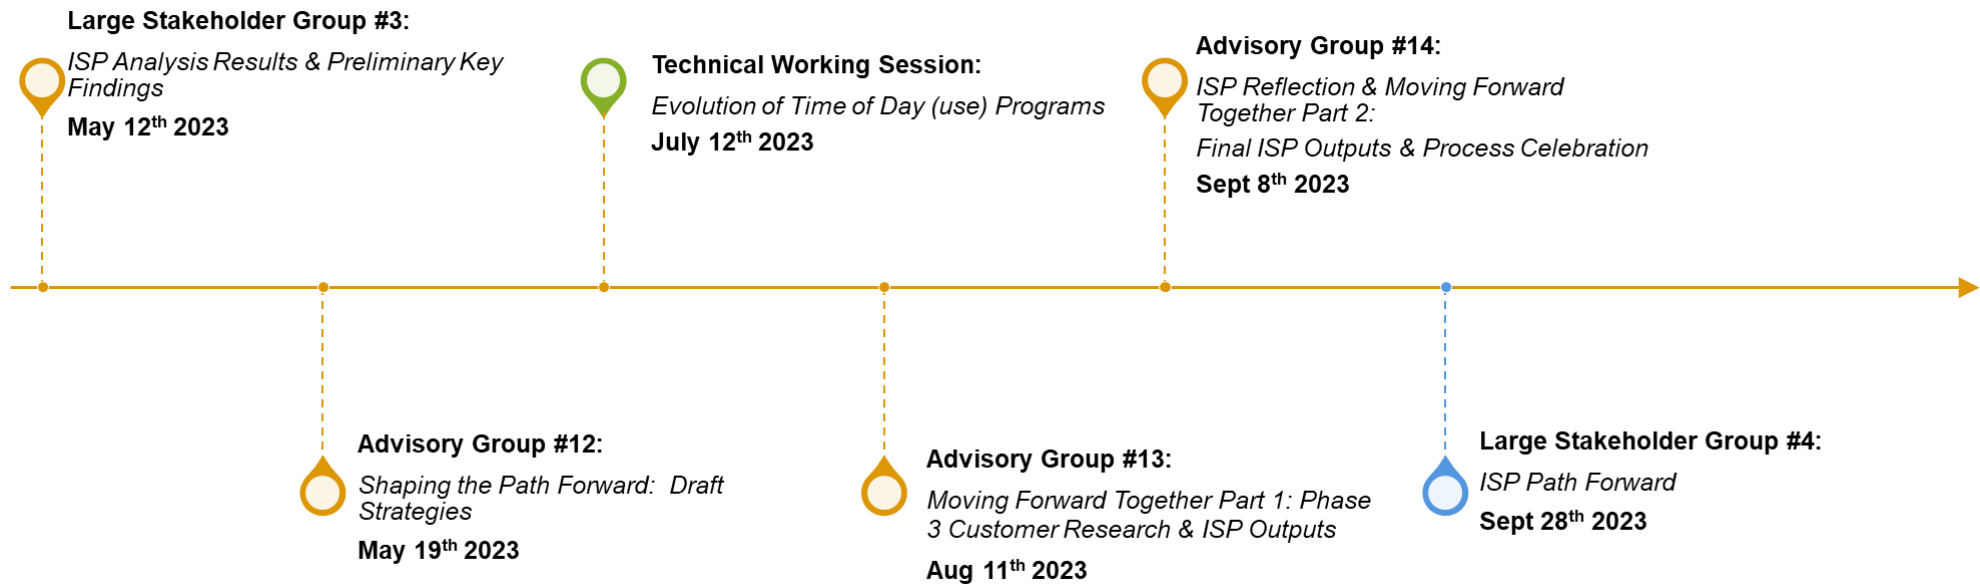 Large Stakeholder Group #3:
ISP Analysis Results & Preliminary Key
Findings
May 12th 2023
Technical Working Session:
Evolution of Time of Day (use) Programs
July 12th 2023
Advisory Group #14:
ISP Reflection & Moving Forward
Together Part 2:
Final ISP Outputs & Process Celebration
Sept 8th 2023
Advisory Group #12:
Shaping the Path Forward:  Draft
Strategies
May 19th 2023
Advisory Group #13:
Moving Forward Together Part 1: Phase
3 Customer Research & ISP Outputs
Aug 11th 2023
Large Stakeholder Group #4:
ISP Path Forward
Sept 28th 2023